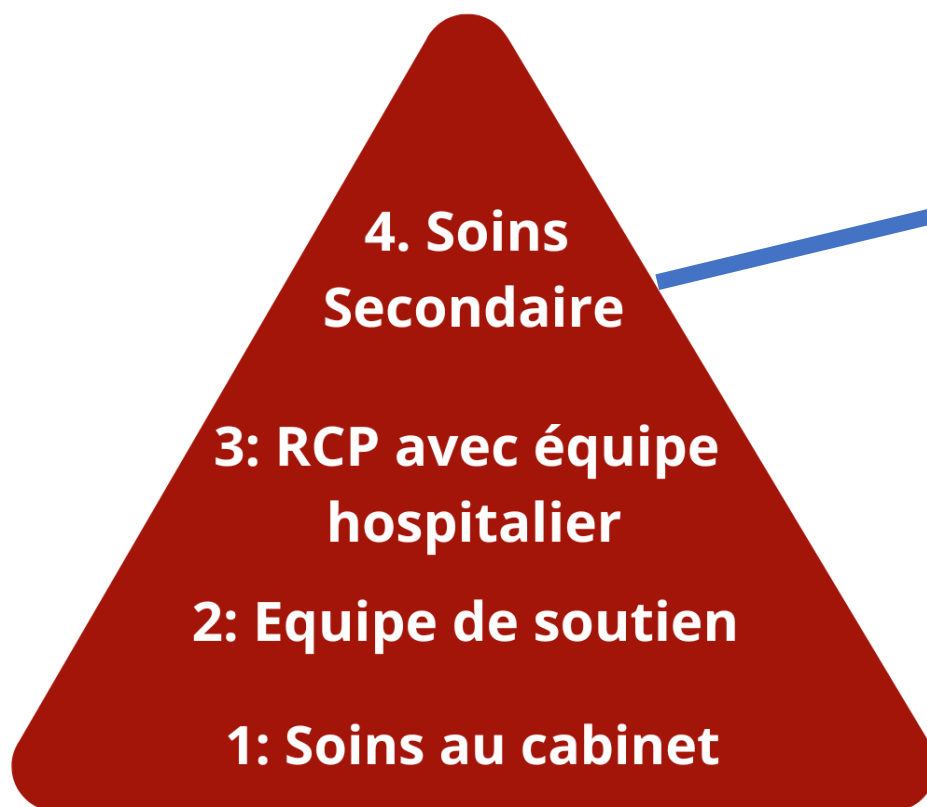 4. Soins
Secondaire
3: RCP avec équipe
hospitalier
2: Equipe de soutien
1: Soins au cabinet